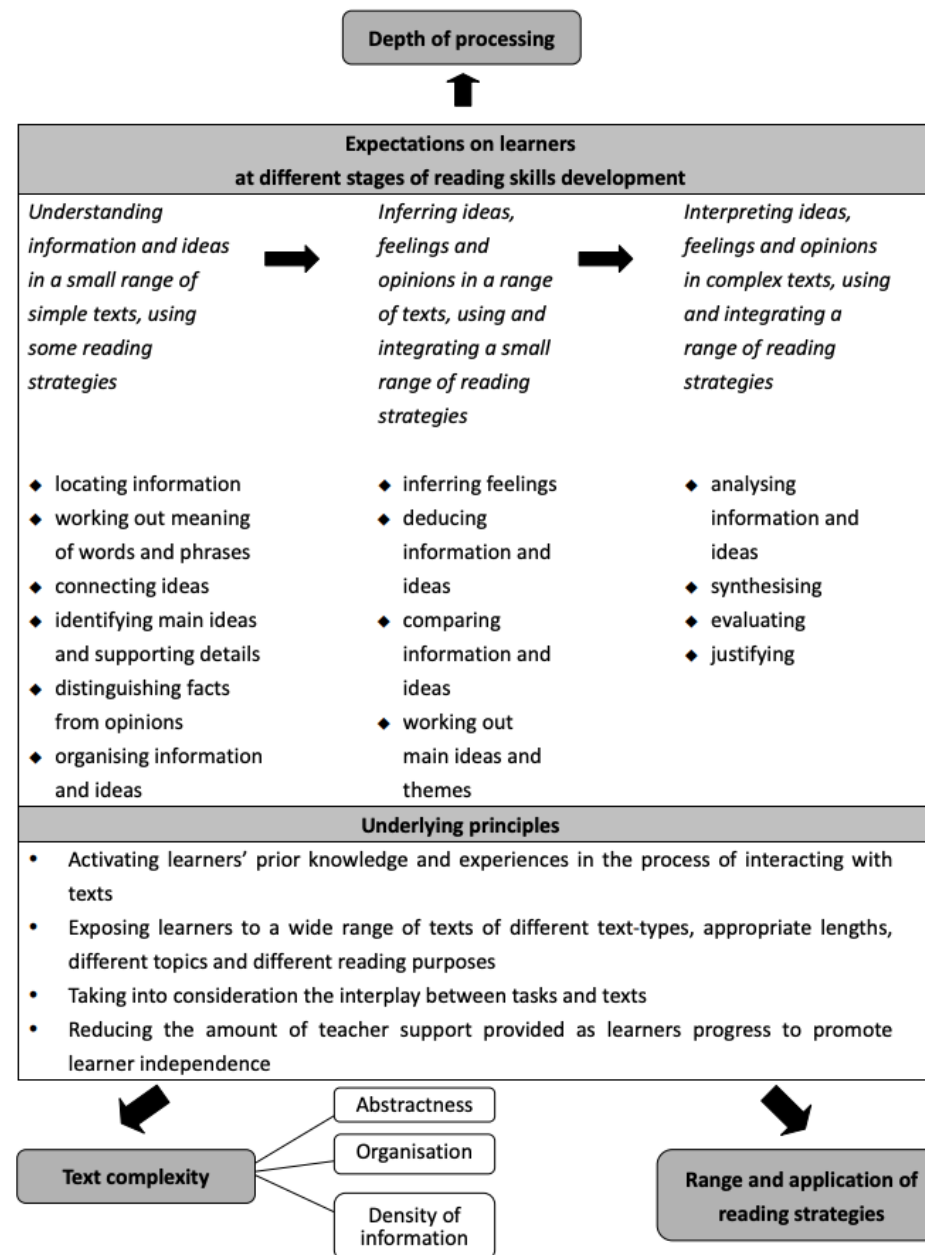 Depth of processing
Expectations on learners
at different stages of reading skills development
Understanding
information and ideas
in a small range of
simple texts, using
some reading
strategies
Inferring ideas,
feelings and
opinions in a range
of texts, using and
integrating a small
range of reading
strategies
Interpreting ideas,
feelings and opinions
in complex texts, using
and integrating a
range of reading
strategies
◆ locating information
◆ working out meaning
of words and phrases
◆ connecting ideas
◆ identifying main ideas
and supporting details
◆ distinguishing facts
from opinions
◆ organising information
and ideas
◆ inferring feelings
◆ deducing
information and
ideas
◆ comparing
information and
ideas
◆ working out
main ideas and
themes
◆ analysing
information and
ideas
◆ synthesising
◆ evaluating
◆ justifying
Underlying principles
• Activating learners’ prior knowledge and experiences in the process of interacting with
texts
• Exposing learners to a wide range of texts of different text-types, appropriate lengths,
different topics and different reading purposes
• Taking into consideration the interplay between tasks and texts
• Reducing the amount of teacher support provided as learners progress to promote
learner independence
Text complexity
Abstractness
Organisation
Density of
information
Range and application of
reading strategies